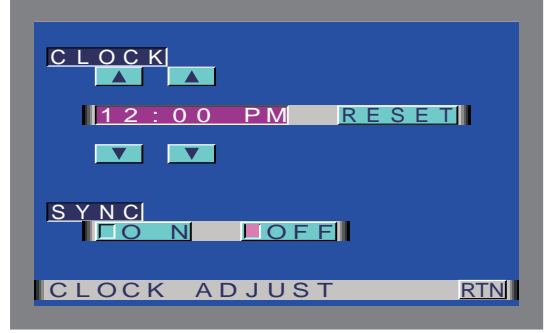 CLOCK
▲ ▲
12:00 PM RESET
▼ ▼
SYNC
ON OFF
CLOCK ADJUST RTN